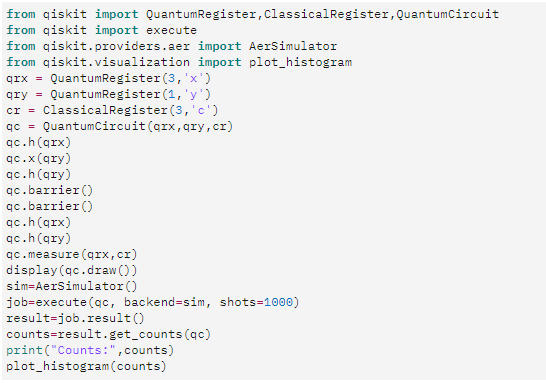 from qiskit import QuantumRegister,ClassicalRegister,QuantumCircuit
from qiskit import execute
from qiskit.providers.aer import AerSimulator
from qiskit.visualization import plot_histogram
qrx = QuantumRegister(3,'x')
qry = QuantumRegister(1,'y')
cr = ClassicalRegister(3,'c')
qc = QuantumCircuit(qrx,qry,cr)
qc.h(qrx)
qc.x(qry)
qc.h(qry)
qc.barrier()
qc.barrier()
qc.h(qrx)
qc.h(qry)
qc.measure(qrx,cr)
display(qc.draw())
sim=AerSimulator()
job=execute(qc, backend=sim, shots=1000)
result=job.result()
counts=result.get_counts(qc)
print("Counts:",counts)
plot_histogram(counts)